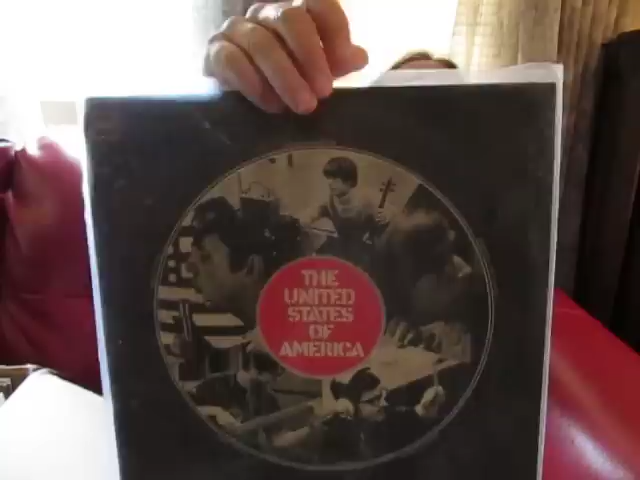 THE
UNITED
STATES
OF
AMERICA